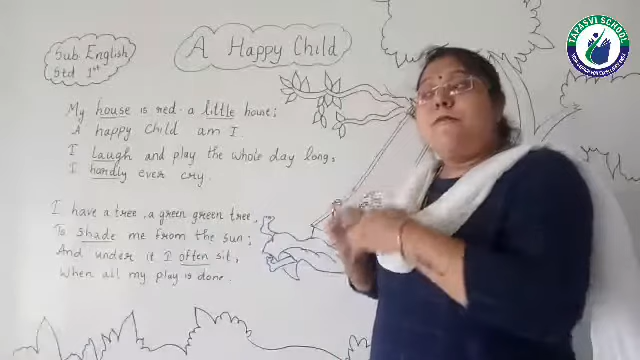 Sub: English
Std 1st
A Happy Child
My house is red - a little house;
A happy child am I.
I laugh and play the whole day long,
I hardly ever cry.
I have a tree, a green green tree,
To shade me from the sun;
And under it I often sit,
When all my play is done.
TAPASVI SCHOOL